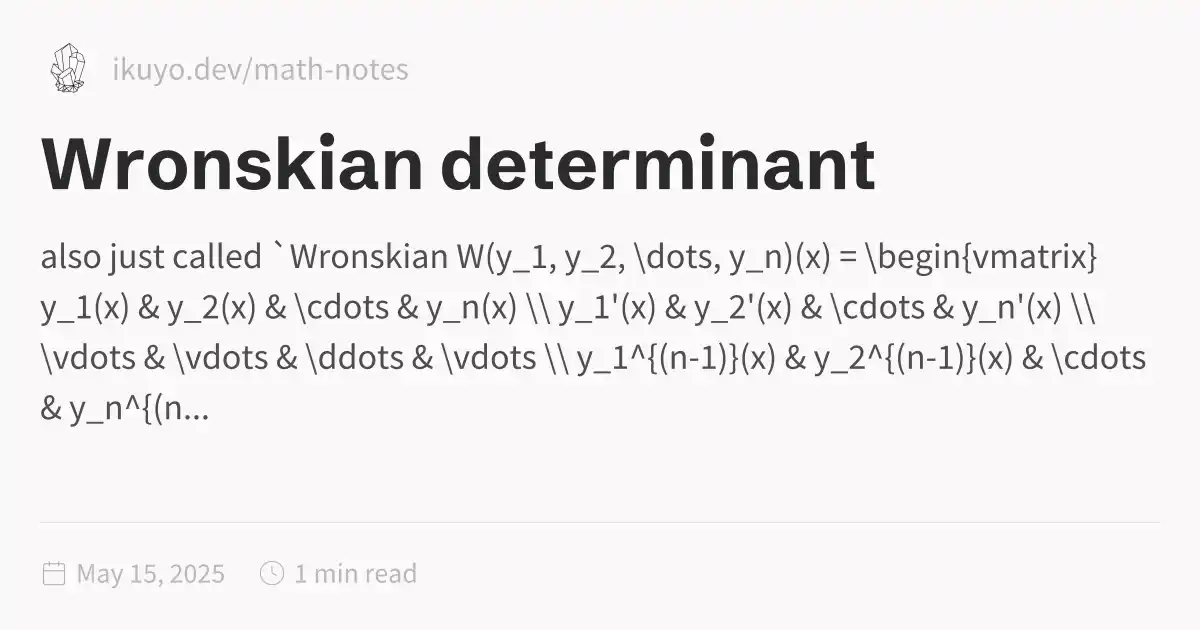 ikuyo.dev/math-notes
Wronskian determinant
also just called `Wronskian W(y_1, y_2, \dots, y_n)(x) = \begin{vmatrix}
y_1(x) & y_2(x) & \cdots & y_n(x) \\ y_1'(x) & y_2'(x) & \cdots & y_n'(x) \\
\vdots & \vdots & \ddots & \vdots \\ y_1^{(n-1)}(x) & y_2^{(n-1)}(x) & \cdots
& y_n^{(n...
May 15, 2025 1 min read